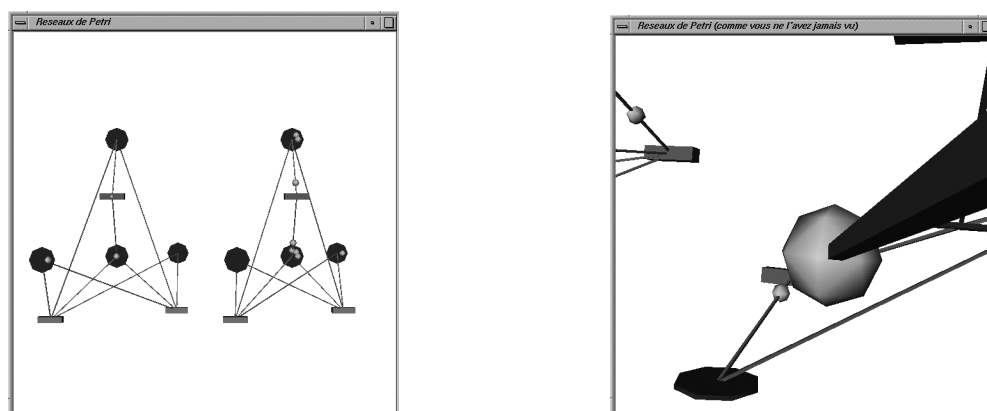 Reseaux de Petri
Reseaux de Petri (comme vous ne l'avez jamais vu)